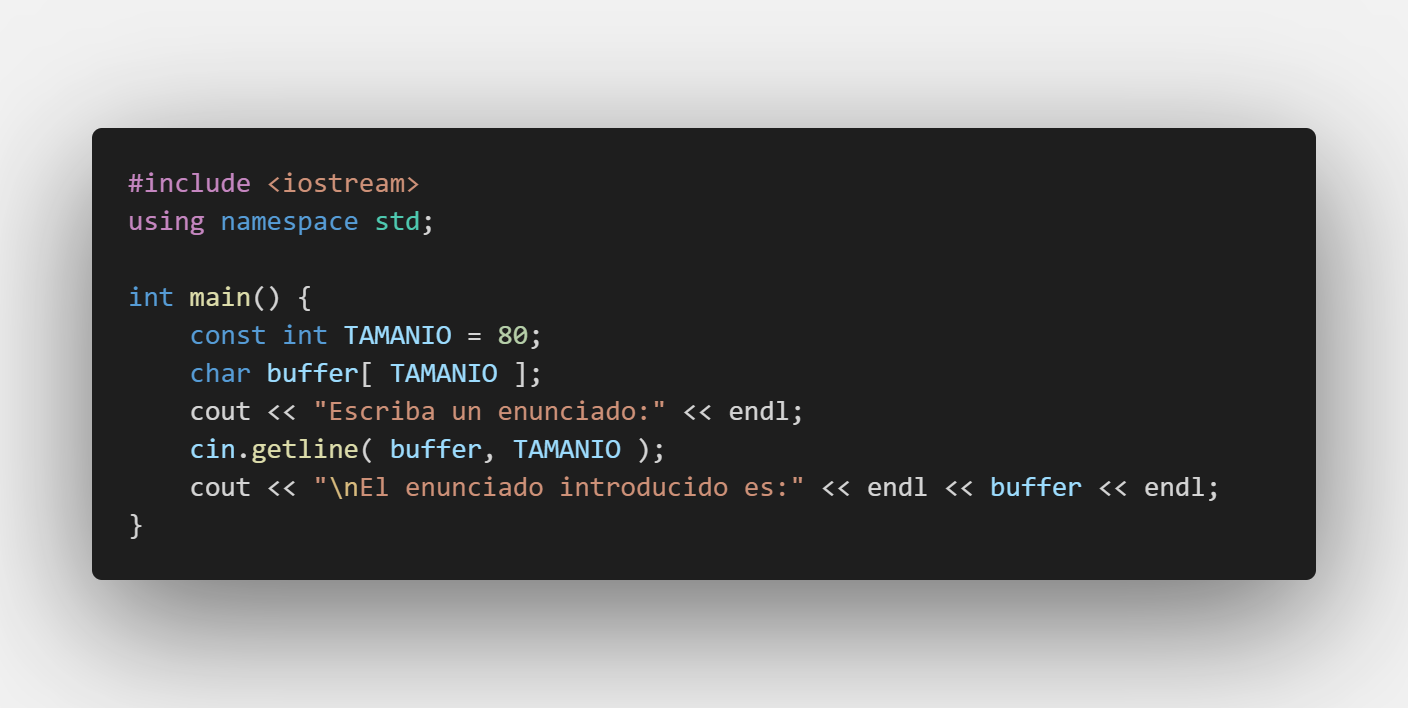 #include <iostream>
using namespace std;

int main() {
    const int TAMANIO = 80;
    char buffer[ TAMANIO ];
    cout << "Escriba un enunciado:" << endl;
    cin.getline( buffer, TAMANIO );
    cout << "\nEl enunciado introducido es:" << endl << buffer << endl;
}